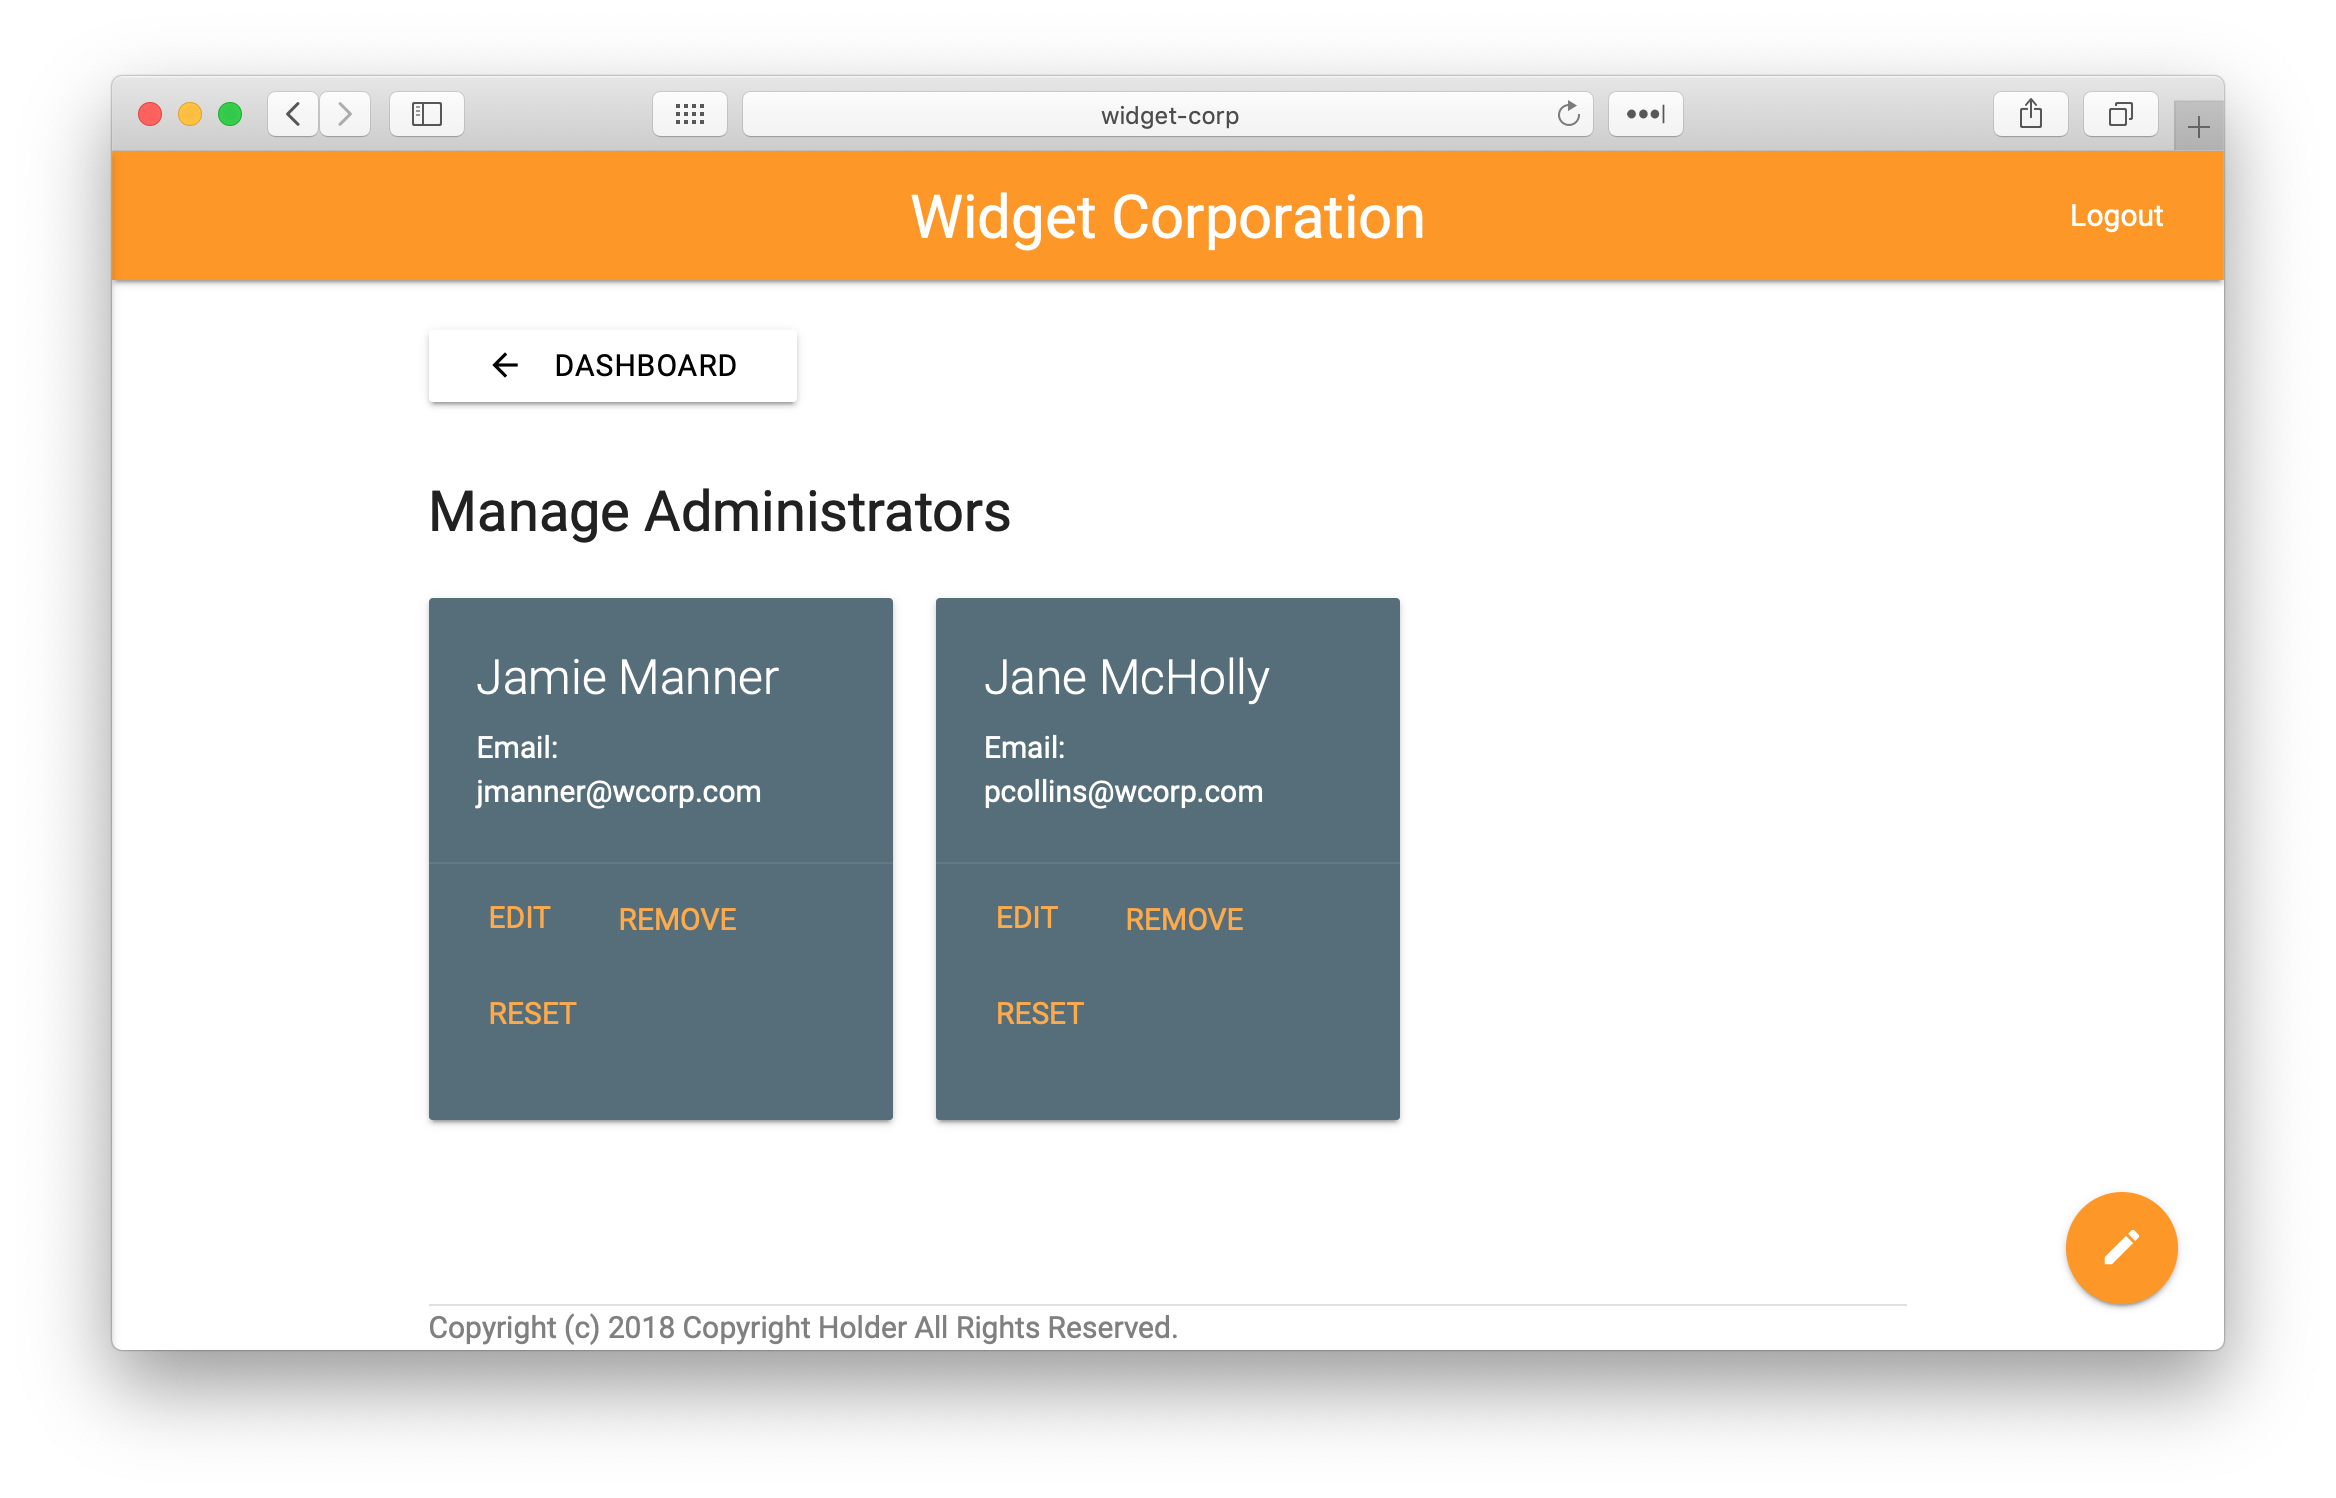 widget-corp
Widget Corporation
Logout
DASHBOARD
Manage Administrators
Jamie Manner
Email:
jmanner@wcorp.com
EDIT REMOVE
RESET
Jane McHolly
Email:
pcollins@wcorp.com
EDIT REMOVE
RESET
Copyright (c) 2018 Copyright Holder All Rights Reserved.